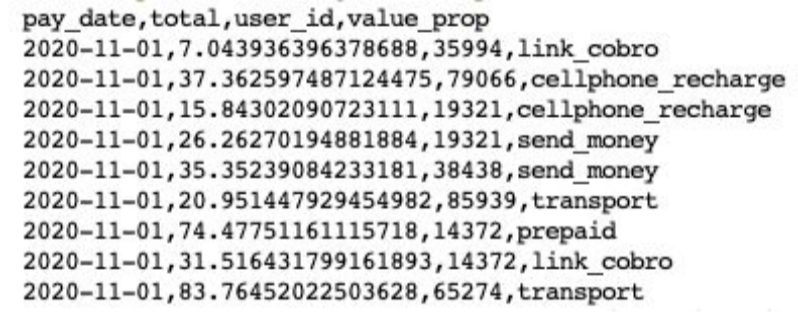 pay_date,total,user_id,value_prop
2020-11-01,7.043936396378688,35994,link_cobro
2020-11-01,37.362597487124475,79066,cellphone_recharge
2020-11-01,15.84302090723111,19321,cellphone_recharge
2020-11-01,26.26270194881884,19321,send_money
2020-11-01,35.35239084233181,38438,send_money
2020-11-01,20.951447929454982,85939,transport
2020-11-01,74.47751161115718,14372,prepaid
2020-11-01,31.516431799161893,14372,link_cobro
2020-11-01,83.76452022503628,65274,transport